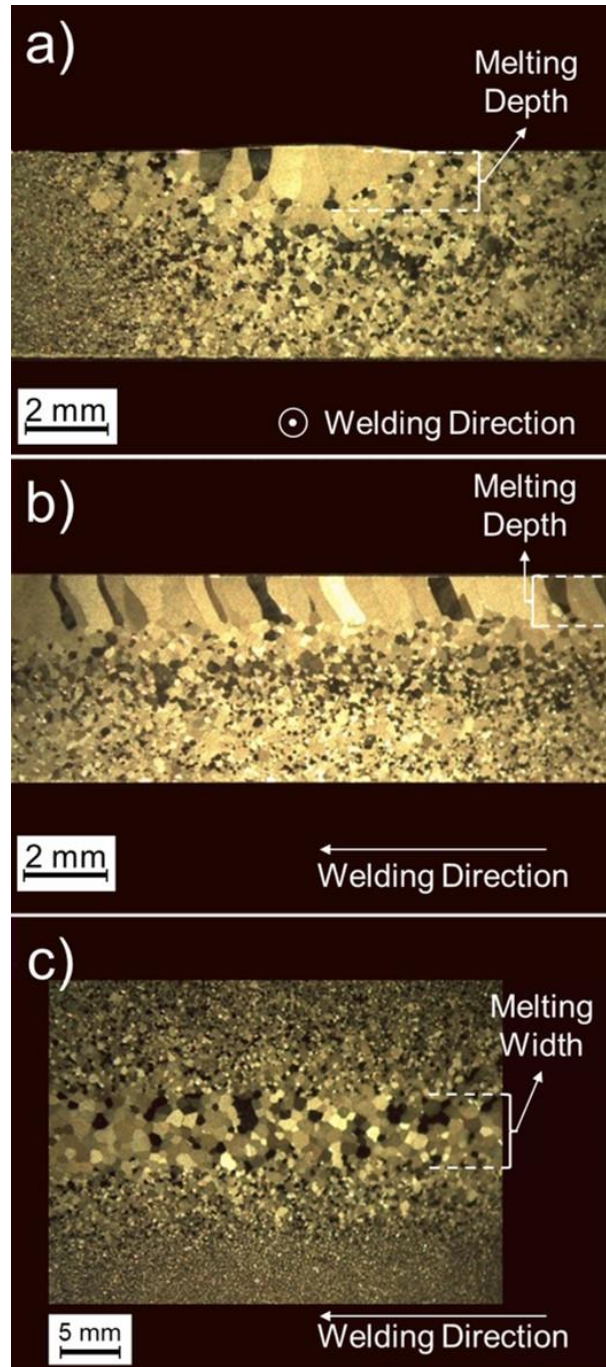 a)
Melting
Depth
2 mm
Welding Direction
b)
Melting
Depth
2 mm
Welding Direction
c)
Melting
Width
5 mm
Welding Direction